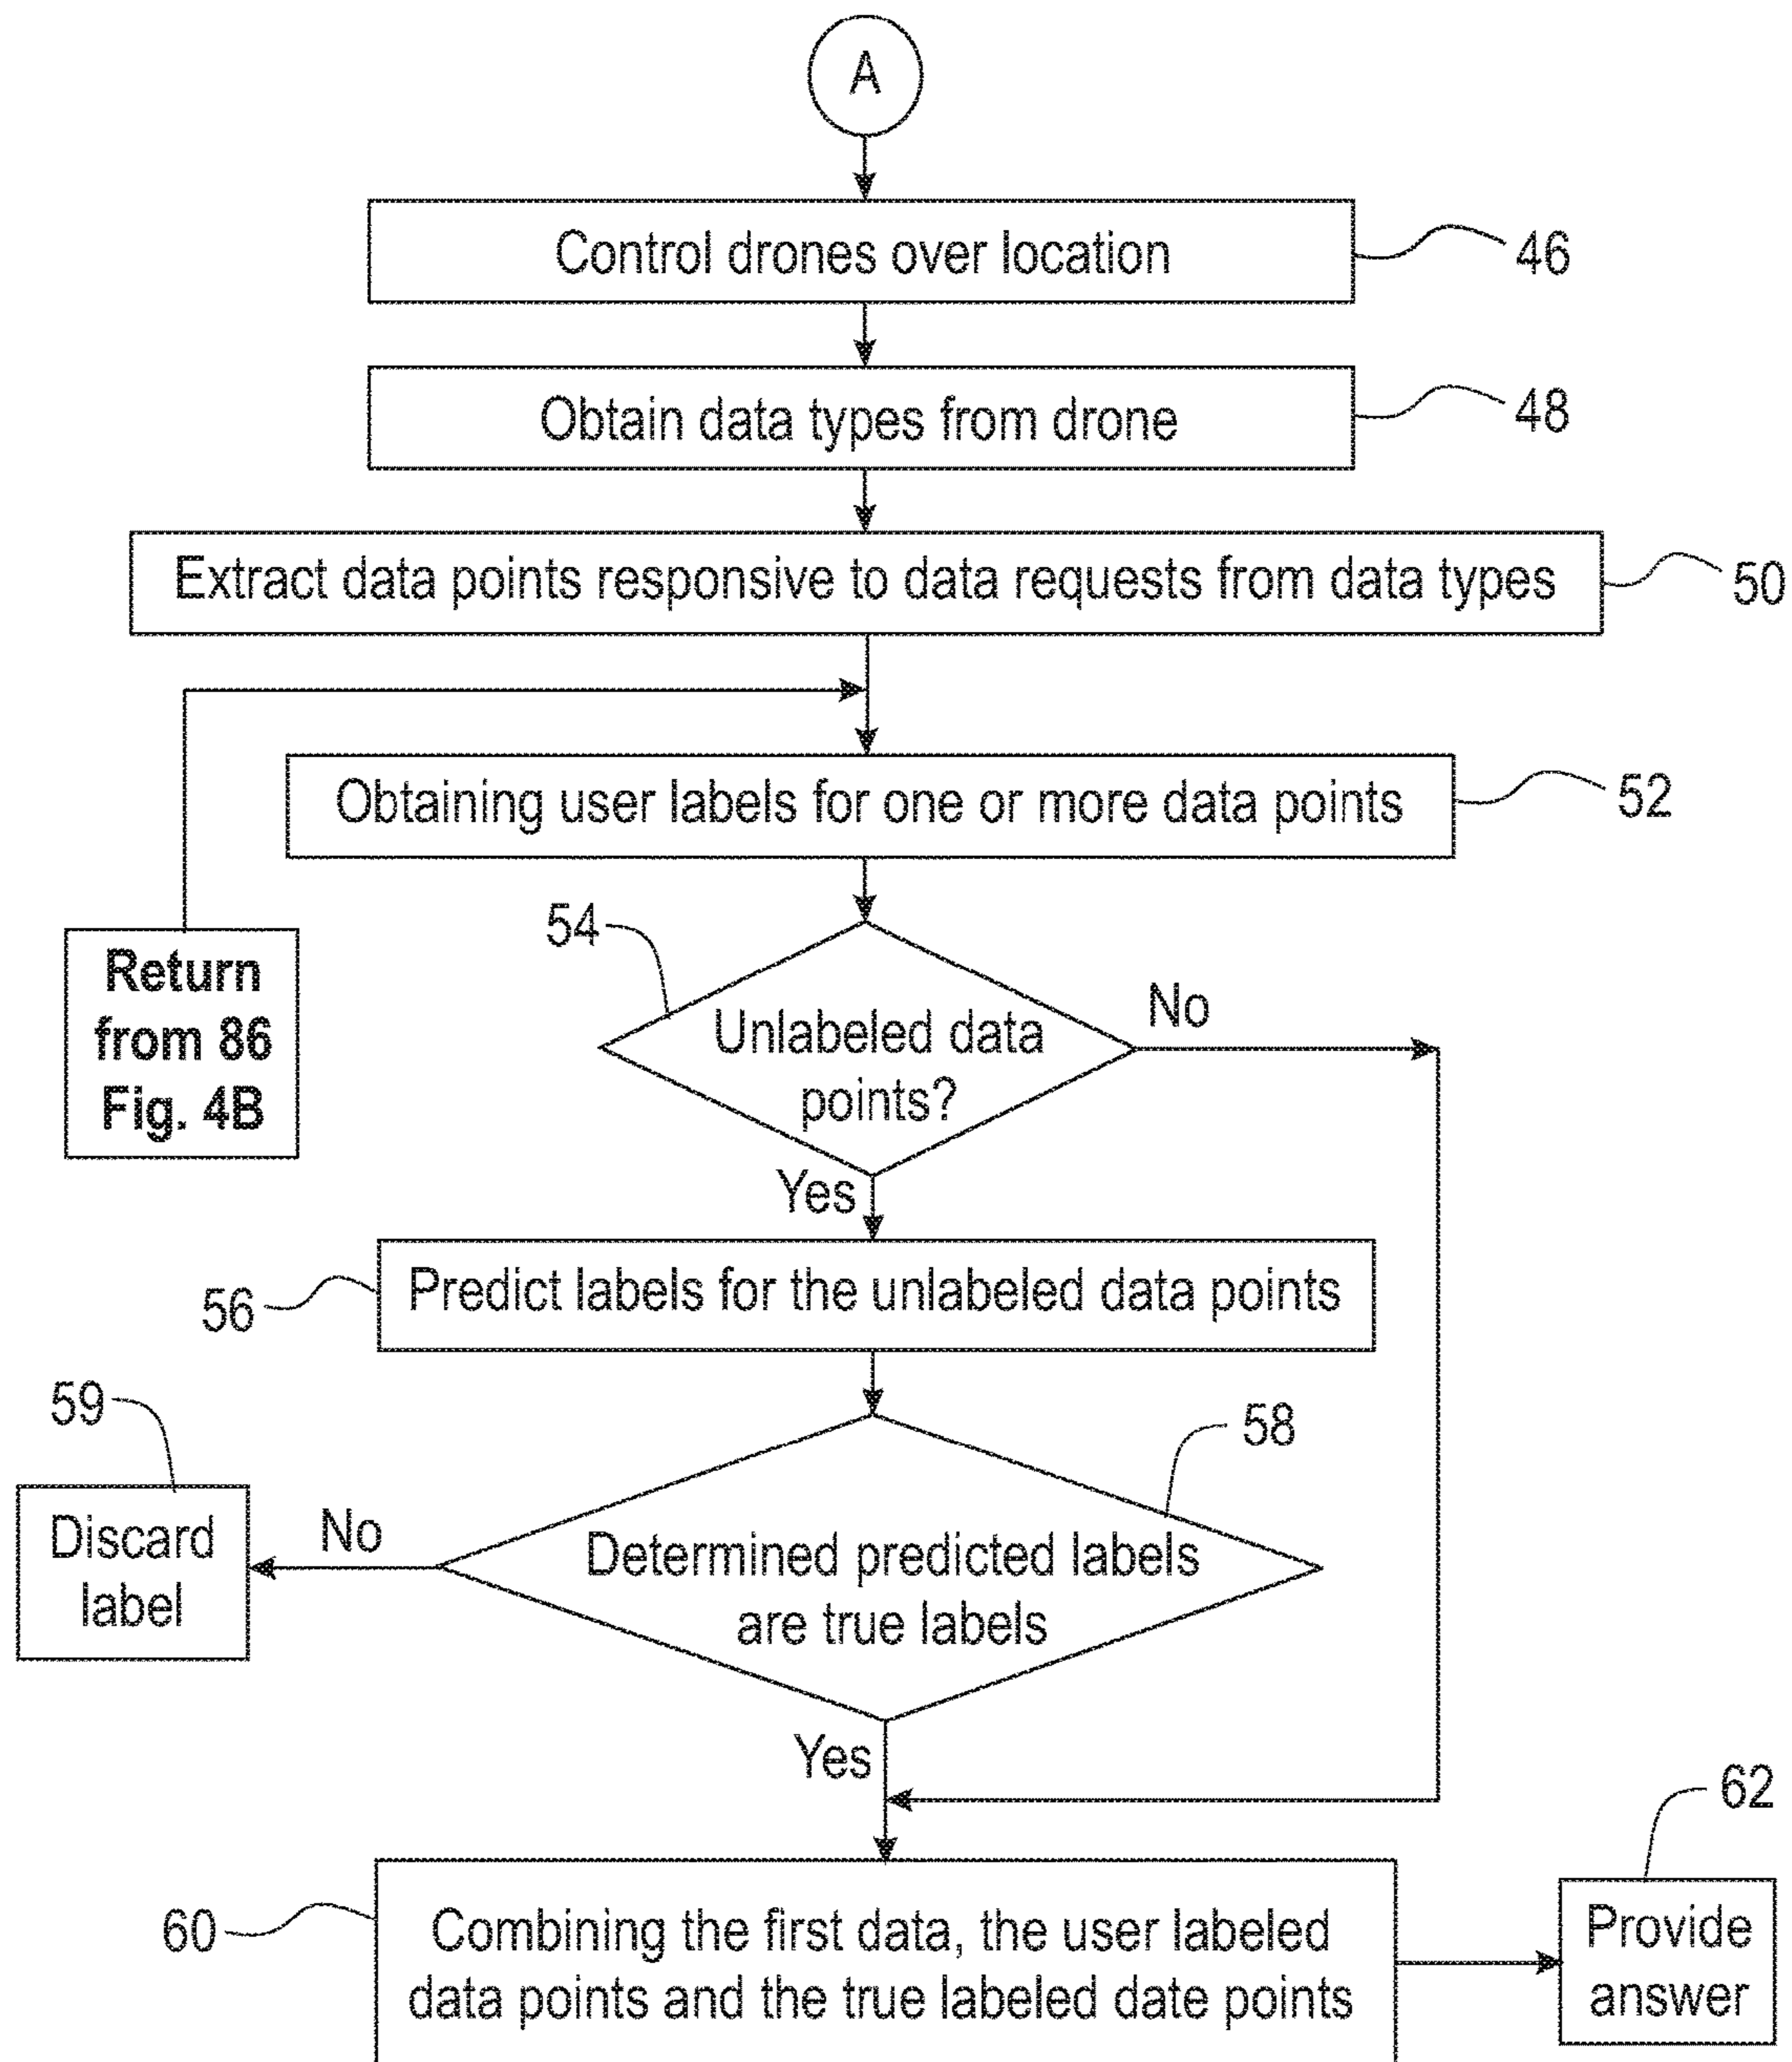 A
Control drones over location
46
Obtain data types from drone
48
Extract data points responsive to data requests from data types
50
Obtaining user labels for one or more data points
52
Return
from 86
Fig. 4B
54
Unlabeled data
points?
No
Yes
Predict labels for the unlabeled data points
56
59
Discard
label
No
58
Determined predicted labels
are true labels
Yes
60
Combining the first data, the user labeled
data points and the true labeled date points
62
Provide
answer